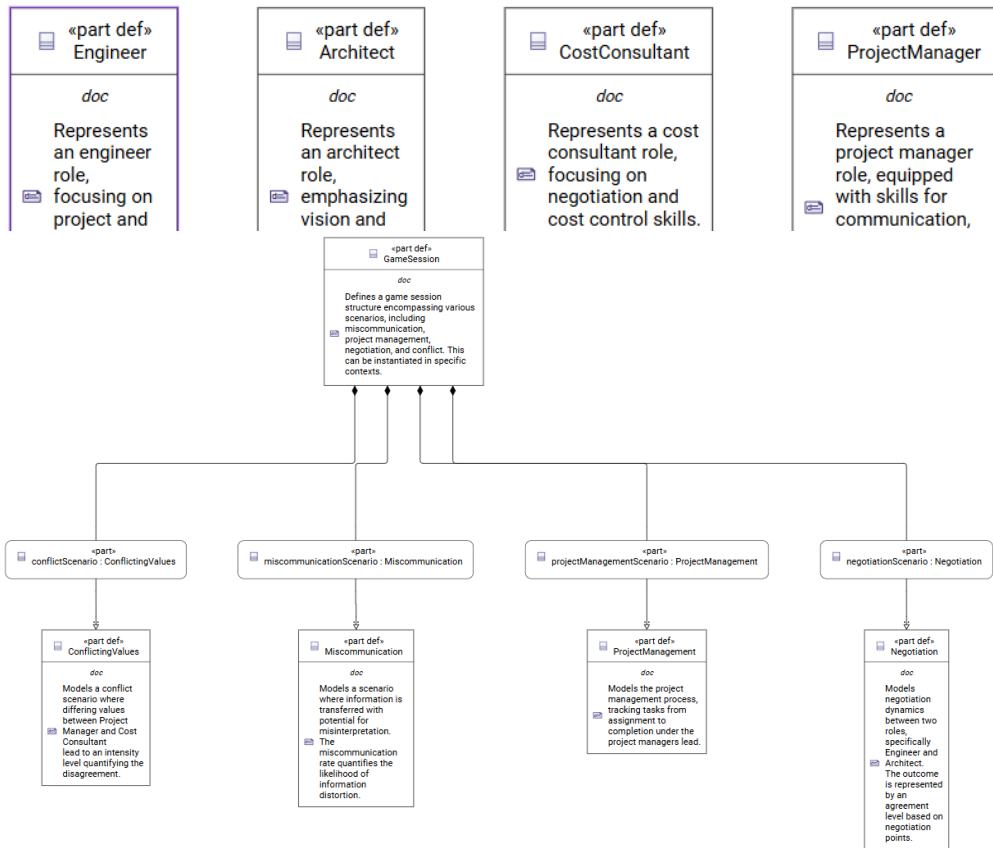 «part def»
Engineer
doc
Represents
an engineer
role,
focusing on
project and
«part def»
Architect
doc
Represents
an architect
role,
emphasizing
vision and
«part def»
CostConsultant
doc
Represents a cost
consultant role,
focusing on
negotiation and
cost control skills.
«part def»
ProjectManager
doc
Represents a
project manager
role, equipped
with skills for
communication,
«part def»
GameSession
doc
Defines a game session
structure encompassing various
scenarios, including
miscommunication,
project management,
negotiation, and conflict. This
can be instantiated in specific
contexts.
«part»
conflictScenario : ConflictingValues
«part»
miscommunicationScenario : Miscommunication
«part»
projectManagementScenario : ProjectManagement
«part»
negotiationScenario : Negotiation
«part def»
ConflictingValues
doc
Models a conflict
scenario where
differing values
between Project
Manager and Cost
Consultant
lead to an intensity
level quantifying the
disagreement.
«part def»
Miscommunication
doc
Models a scenario
where information is
transferred with
potential for
misinterpretation.
The
miscommunication
rate quantifies the
likelihood of
information
distortion.
«part def»
ProjectManagement
doc
Models the project
management process,
tracking tasks from
assignment to
completion under the
project managers lead.
«part def»
Negotiation
doc
Models
negotiation
dynamics
between two
roles,
specifically
Engineer and
Architect.
The outcome
is represented
by an
agreement
level based on
negotiation
points.